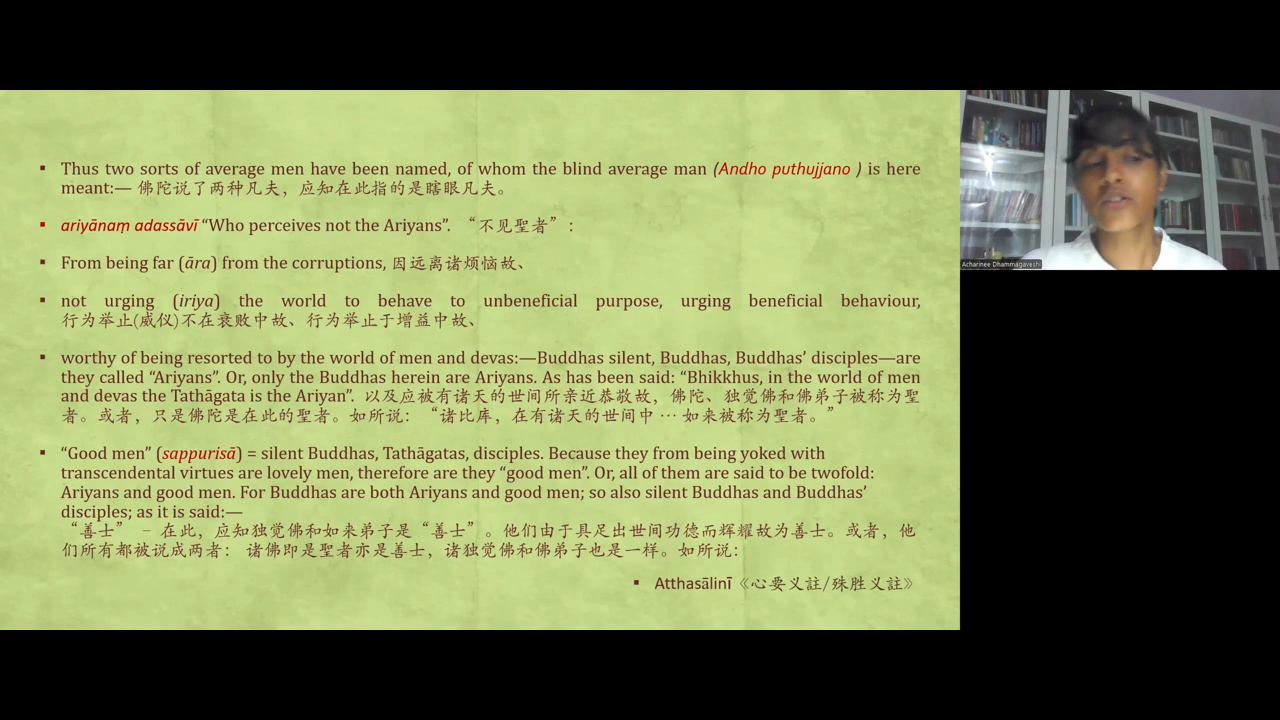 ▪ Thus two sorts of average men have been named, of whom the blind average man (Andho puthujjano ) is here
meant:— 佛陀说了两种凡夫，应知在此指的是瞎眼凡夫。
▪ ariyānaṃ adassāvī “Who perceives not the Ariyans”. “不见聖者”：
▪ From being far (āra) from the corruptions, 因远离诸烦恼故、
▪ not urging (iriya) the world to behave to unbeneficial purpose, urging beneficial behaviour,
行为举止(威仪)不在衰败中故、行为举止于增益中故、
▪ worthy of being resorted to by the world of men and devas:—Buddhas silent, Buddhas, Buddhas’ disciples—are
they called “Ariyans”. Or, only the Buddhas herein are Ariyans. As has been said: “Bhikkhus, in the world of men
and devas the Tathāgata is the Ariyan”. 以及应被有诸天的世间所亲近恭敬故，佛陀、独觉佛和佛弟子被称为聖
者。或者，只是佛陀是在此的聖者。如所说：“诸比库，在有诸天的世间中…如来被称为聖者。”
▪ “Good men” (sappurisā) = silent Buddhas, Tathāgatas, disciples. Because they from being yoked with
transcendental virtues are lovely men, therefore are they “good men”. Or, all of them are said to be twofold:
Ariyans and good men. For Buddhas are both Ariyans and good men; so also silent Buddhas and Buddhas’
disciples; as it is said:—
“善士” – 在此，应知独觉佛和如来弟子是“善士”。他们由于具足出世间功德而辉耀故为善士。或者，他
们所有都被说成两者： 诸佛即是聖者亦是善士，诸独觉佛和佛弟子也是一样。如所说：
▪ Atthasālinī《心要义註/殊胜义註》
Acharinee Dhammagaveshi